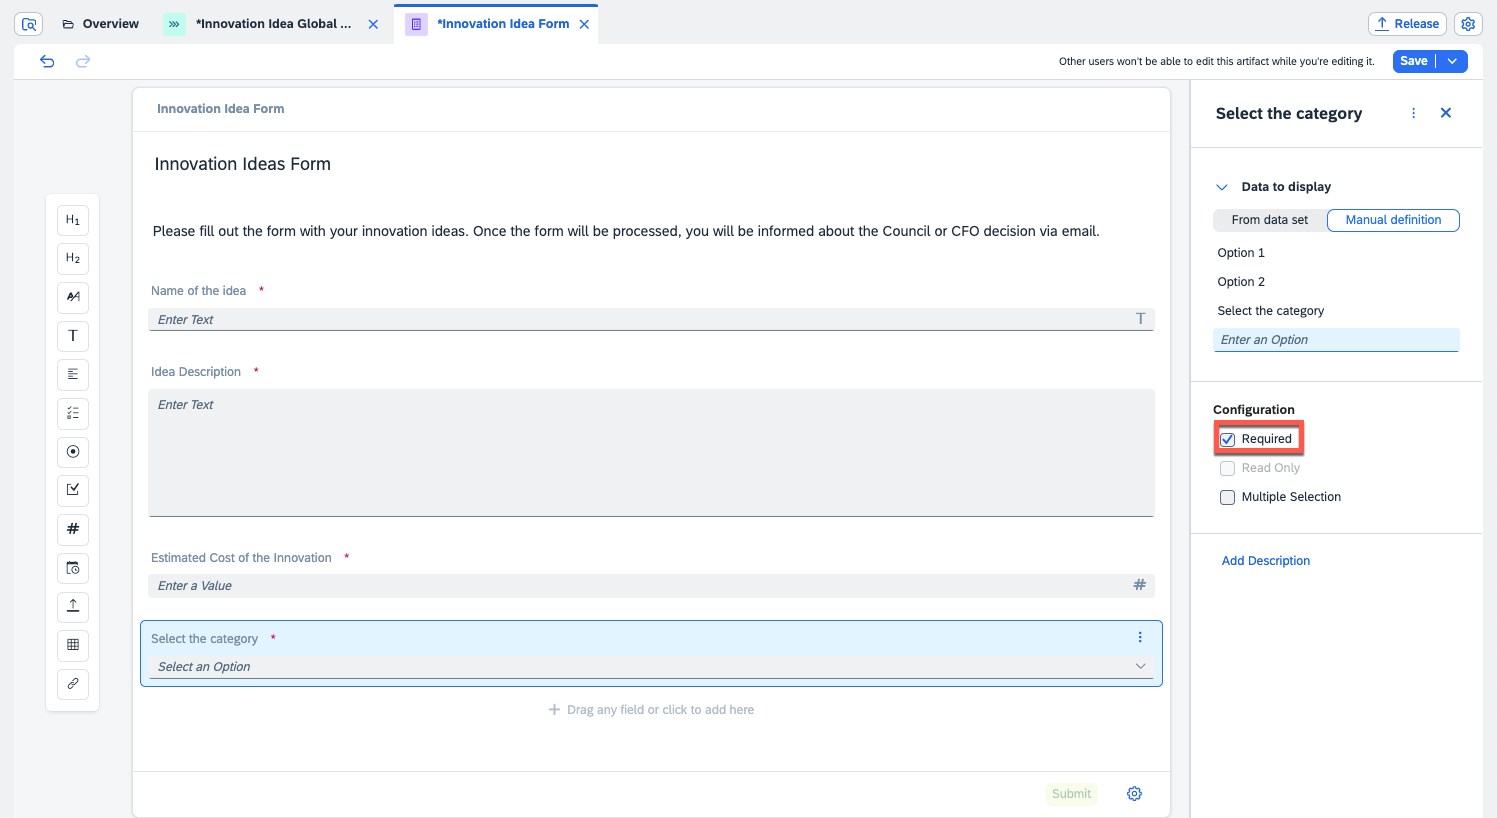 Overview
*Innovation Idea Global ...
*Innovation Idea Form
Release
Other users won't be able to edit this artifact while you're editing it.
Save
Innovation Idea Form
Innovation Ideas Form
Please fill out the form with your innovation ideas. Once the form will be processed, you will be informed about the Council or CFO decision via email.
Name of the idea *
Enter Text T
Idea Description *
Enter Text
Estimated Cost of the Innovation *
Enter a Value #
Select the category *
Select an Option
+ Drag any field or click to add here
Submit
H1
H2
T
#
Select the category
Data to display
From data set Manual definition
Option 1
Option 2
Select the category
Enter an Option
Configuration
Required
Read Only
Multiple Selection
Add Description